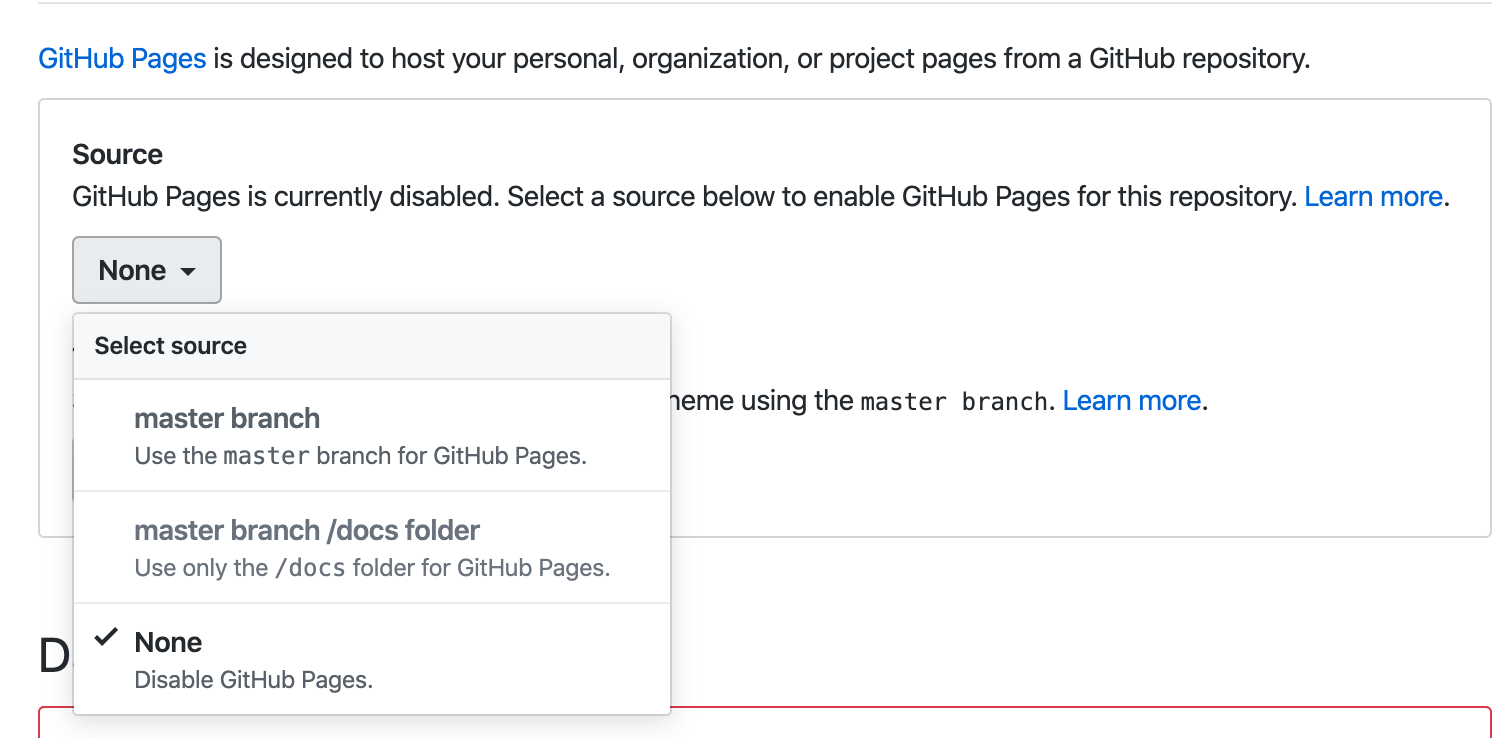 GitHub Pages is designed to host your personal, organization, or project pages from a GitHub repository.
Source
GitHub Pages is currently disabled. Select a source below to enable GitHub Pages for this repository. Learn more.
None
Select source
master branch
Use the master branch for GitHub Pages.
master branch /docs folder
Use only the /docs folder for GitHub Pages.
None
Disable GitHub Pages.
using the master branch. Learn more.